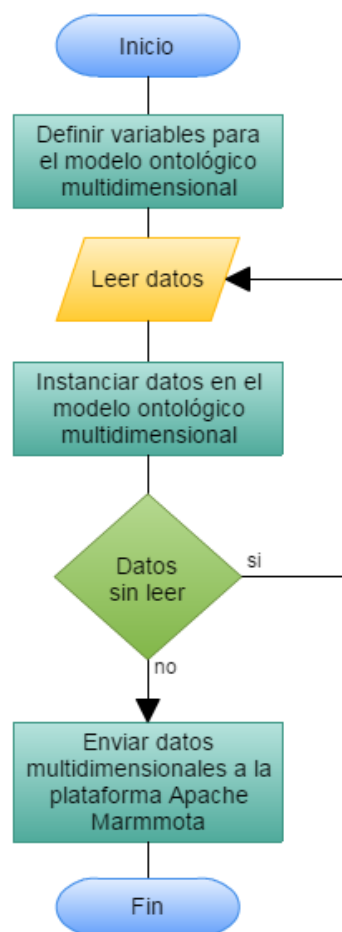 Inicio
Definir variables para
el modelo ontológico
multidimensional
Leer datos
Instanciar datos en el
modelo ontológico
multidimensional
Datos
sin leer
si
no
Enviar datos
multidimensionales a la
plataforma Apache
Marmmota
Fin